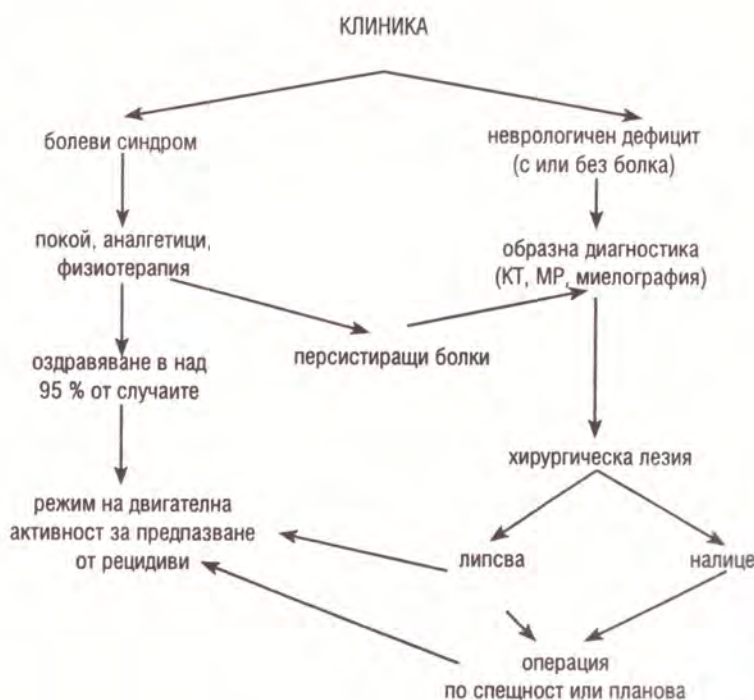 КЛИНИКА
болеви синдром
неврологичен дефицит
(с или без болка)
покой, аналгетици,
физиотерапия
образна диагностика
(КТ, МР, миелография)
оздравяване в над
95 % от случаите
персистиращи болки
хирургическа лезия
режим на двигателна
активност за предпазване
от рецидиви
липсва
налице
операция
по спещност или планова